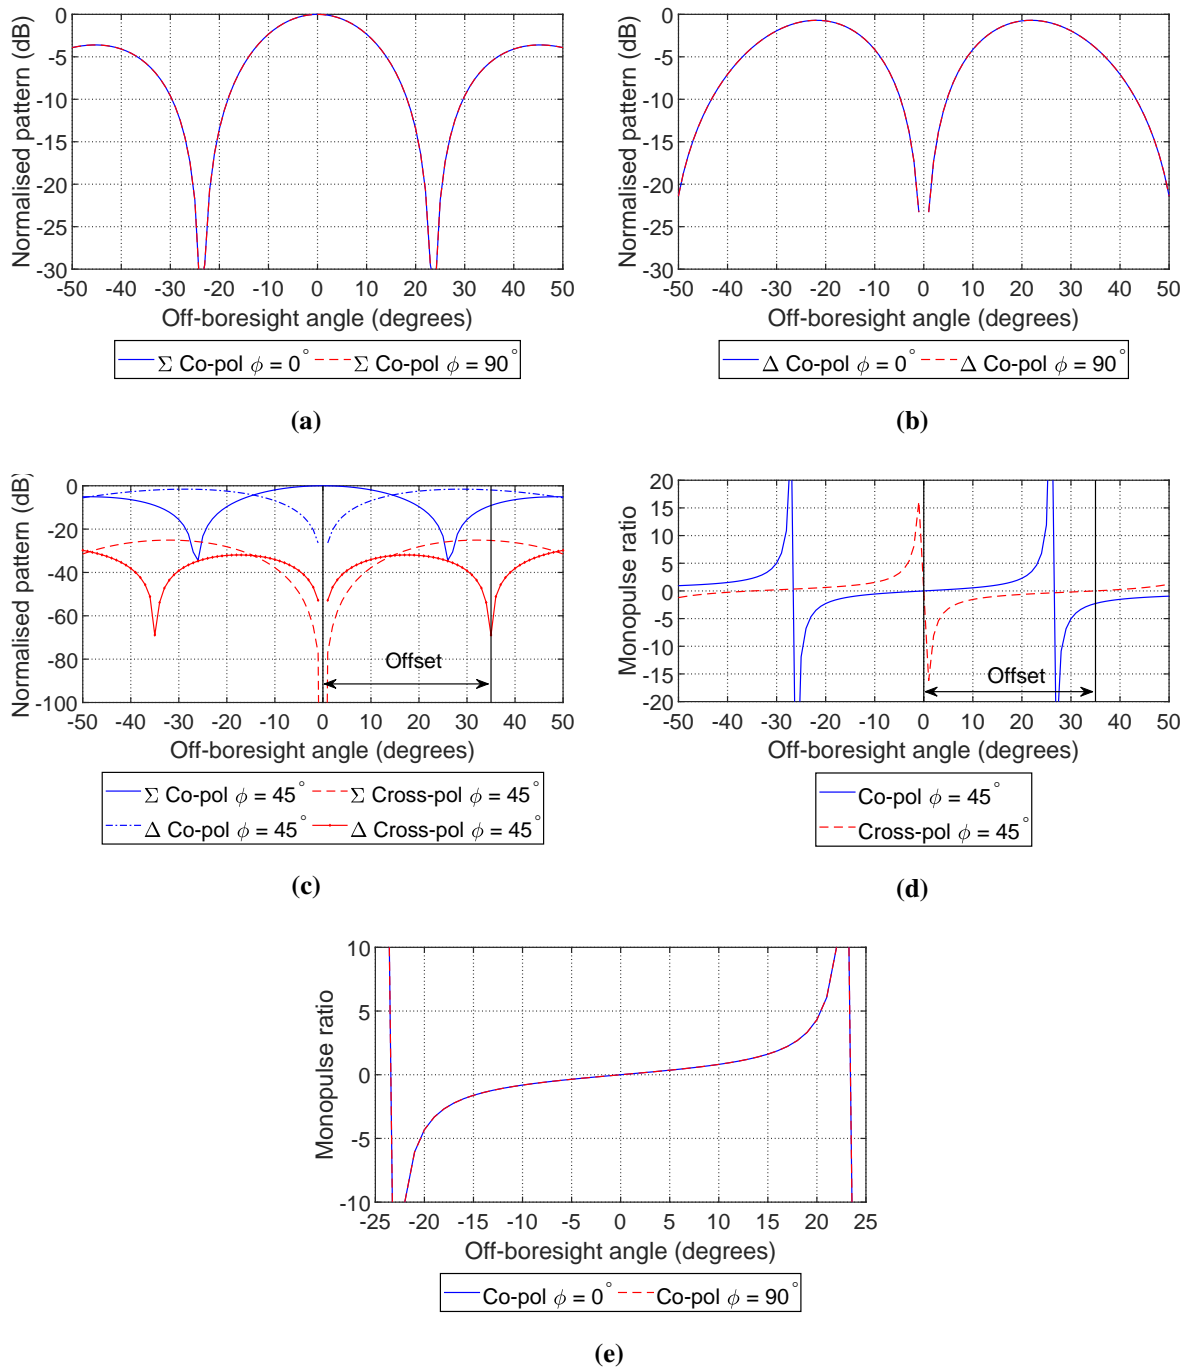 0
-5
-10
-15
-20
-25
-30
-50 -40 -30 -20 -10 0 10 20 30 40 50
Normalised pattern (dB)
Off-boresight angle (degrees)
Σ Co-pol ϕ = 0° Σ Co-pol ϕ = 90°
(a)
0
-5
-10
-15
-20
-25
-30
-50 -40 -30 -20 -10 0 10 20 30 40 50
Normalised pattern (dB)
Off-boresight angle (degrees)
Δ Co-pol ϕ = 0° Δ Co-pol ϕ = 90°
(b)
0
-20
-40
-60
-80
-100
-50 -40 -30 -20 -10 0 10 20 30 40 50
Normalised pattern (dB)
Offset
Off-boresight angle (degrees)
Σ Co-pol ϕ = 45° Σ Cross-pol ϕ = 45°
Δ Co-pol ϕ = 45° Δ Cross-pol ϕ = 45°
(c)
20
15
10
5
0
-5
-10
-15
-20
-50 -40 -30 -20 -10 0 10 20 30 40 50
Monopulse ratio
Offset
Off-boresight angle (degrees)
Co-pol ϕ = 45°
Cross-pol ϕ = 45°
(d)
10
5
0
-5
-10
-25 -20 -15 -10 -5 0 5 10 15 20 25
Monopulse ratio
Off-boresight angle (degrees)
Co-pol ϕ = 0° Co-pol ϕ = 90°
(e)